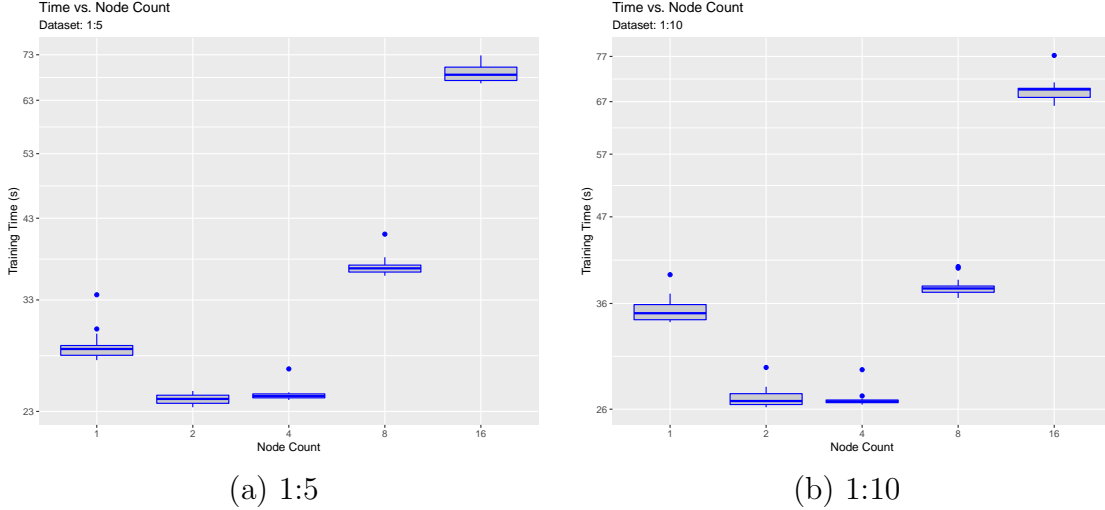 Time vs. Node Count
Dataset: 1:5
73
63
53
43
33
23
Training Time (s)
1 2 4 8 16
Node Count
(a) 1:5
Time vs. Node Count
Dataset: 1:10
77
67
57
47
36
26
Training Time (s)
1 2 4 8 16
Node Count
(b) 1:10